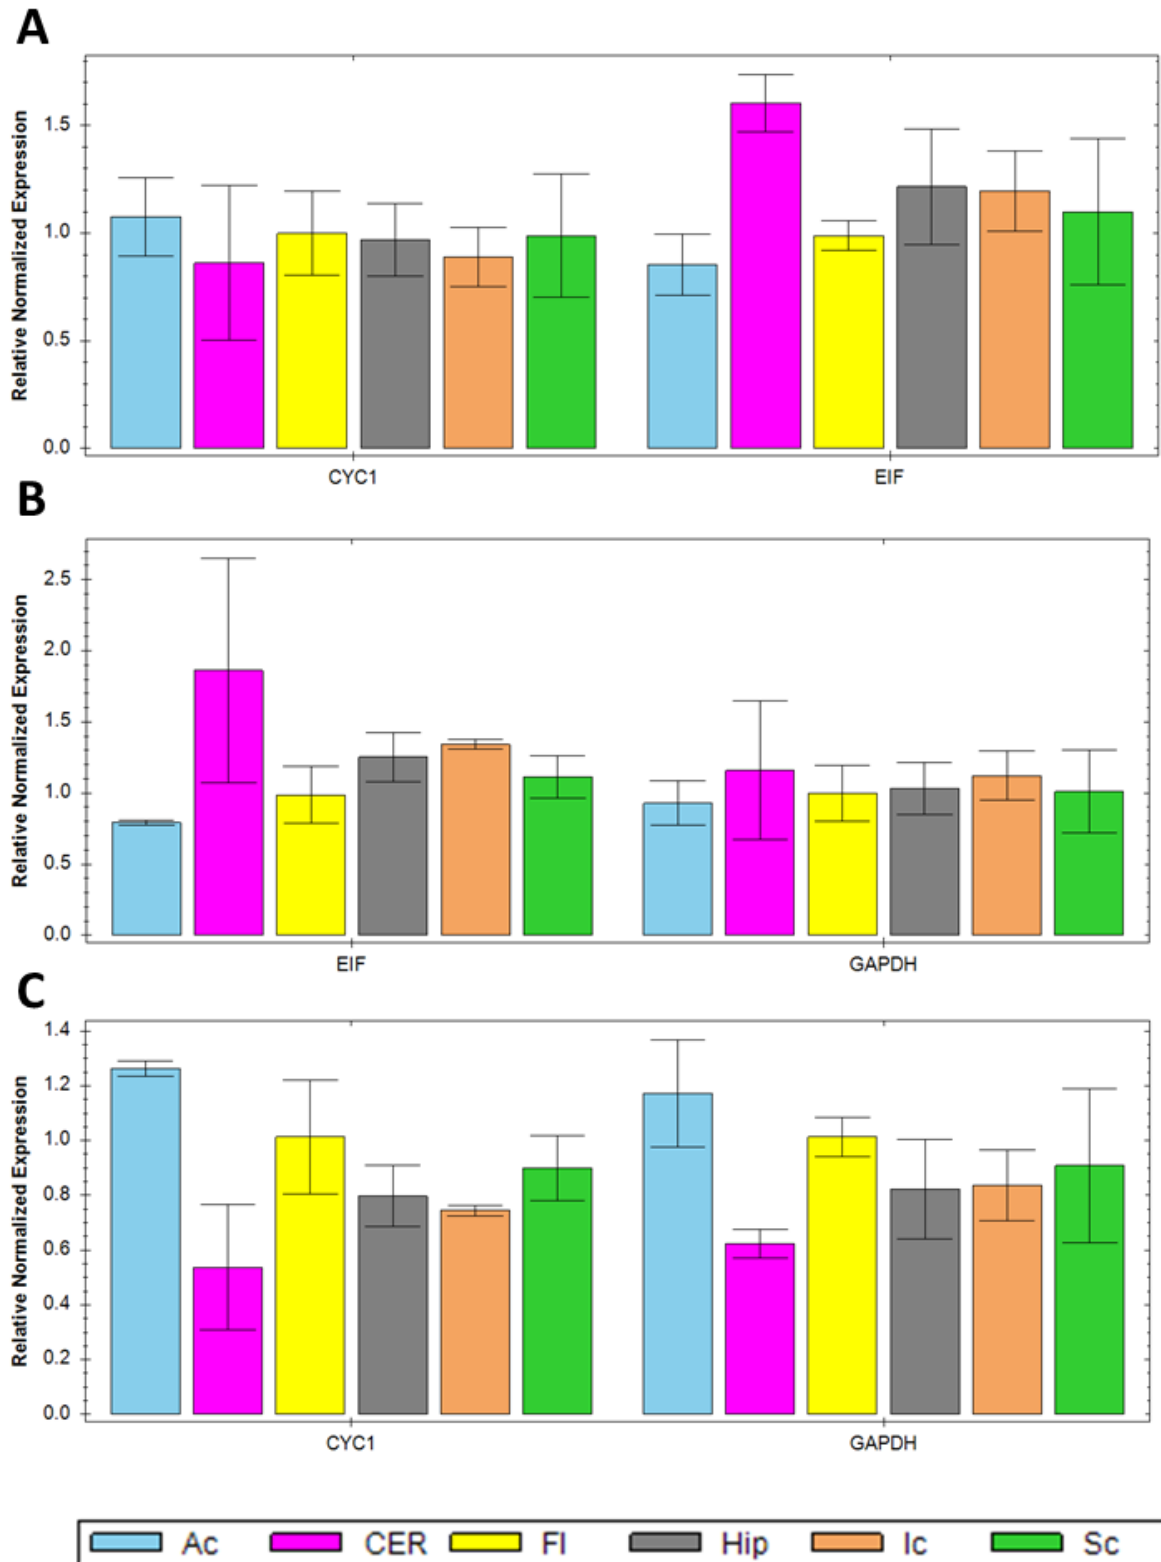 A
Relative Normalized Expression
1.5
1.0
0.5
0.0
CYC1 EIF
B
Relative Normalized Expression
2.5
2.0
1.5
1.0
0.5
0.0
EIF GAPDH
C
Relative Normalized Expression
1.4
1.2
1.0
0.8
0.6
0.4
0.2
0.0
CYC1 GAPDH
Ac CER Fl Hip Ic Sc